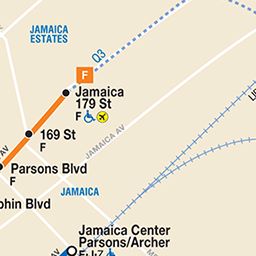 JAMAICA
ESTATES
Q3
F
Jamaica
179 St
F
169 St
F
JAMAICA AV
AV
Parsons Blvd
F
JAMAICA
phin Blvd
Jamaica Center
Parsons/Archer